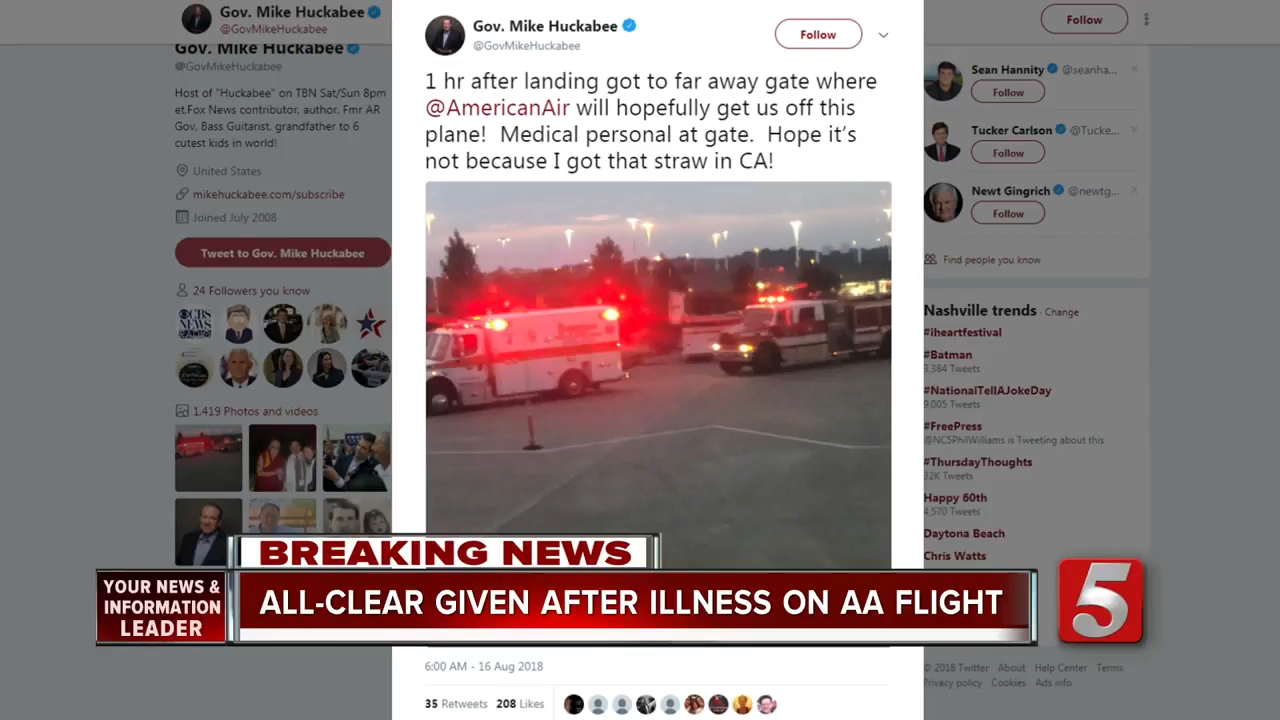 Gov. Mike Huckabee
@GovMikeHuckabee
Gov. Mike Huckabee
@GovMikeHuckabee
Host of "Huckabee" on TBN Sat/Sun 8pm
et.Fox News contributor, author. Fmr AR
Gov, Bass Guitarist, grandfather to 6
cutest kids in world!
United States
mikehuckabee.com/subscribe
Joined July 2008
Tweet to Gov. Mike Huckabee
24 Followers you know
CBS
NEWS
RADIO
1,419 Photos and videos
Gov. Mike Huckabee
@GovMikeHuckabee
Follow
1 hr after landing got to far away gate where
@AmericanAir will hopefully get us off this
plane!  Medical personal at gate.  Hope it's
not because I got that straw in CA!
Follow
Sean Hannity @seanha...
Follow
Tucker Carlson @Tucke...
Follow
Newt Gingrich @newtg...
Follow
Find people you know
Nashville trends · Change
#iheartfestival
#Batman
3,384 Tweets
#NationalTellAJokeDay
9,005 Tweets
#FreePress
@NC5PhilWilliams is Tweeting about this
#ThursdayThoughts
32K Tweets
Happy 60th
4,570 Tweets
Daytona Beach
Chris Watts
BREAKING NEWS
YOUR NEWS &
INFORMATION
LEADER
ALL-CLEAR GIVEN AFTER ILLNESS ON AA FLIGHT
5
6:00 AM - 16 Aug 2018
35 Retweets 208 Likes
© 2018 Twitter About Help Center Terms
Privacy policy Cookies Ads info